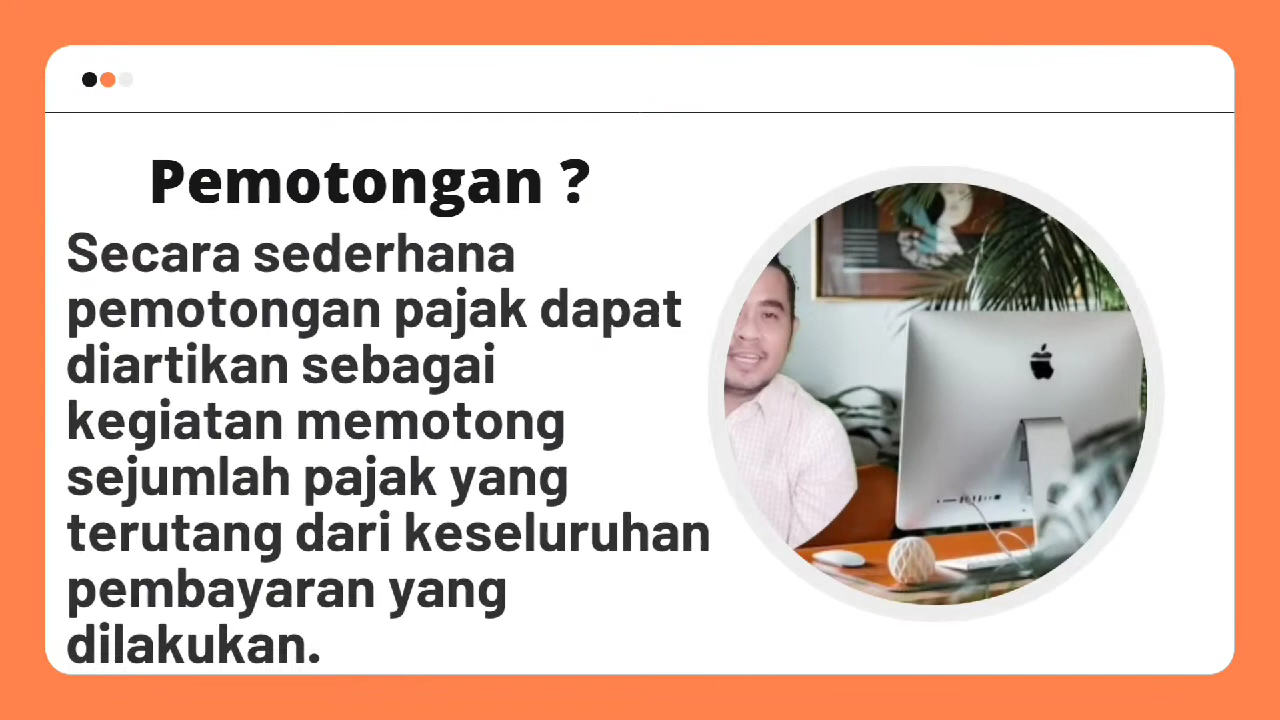 Pemotongan ?
Secara sederhana
pemotongan pajak dapat
diartikan sebagai
kegiatan memotong
sejumlah pajak yang
terutang dari keseluruhan
pembayaran yang
dilakukan.